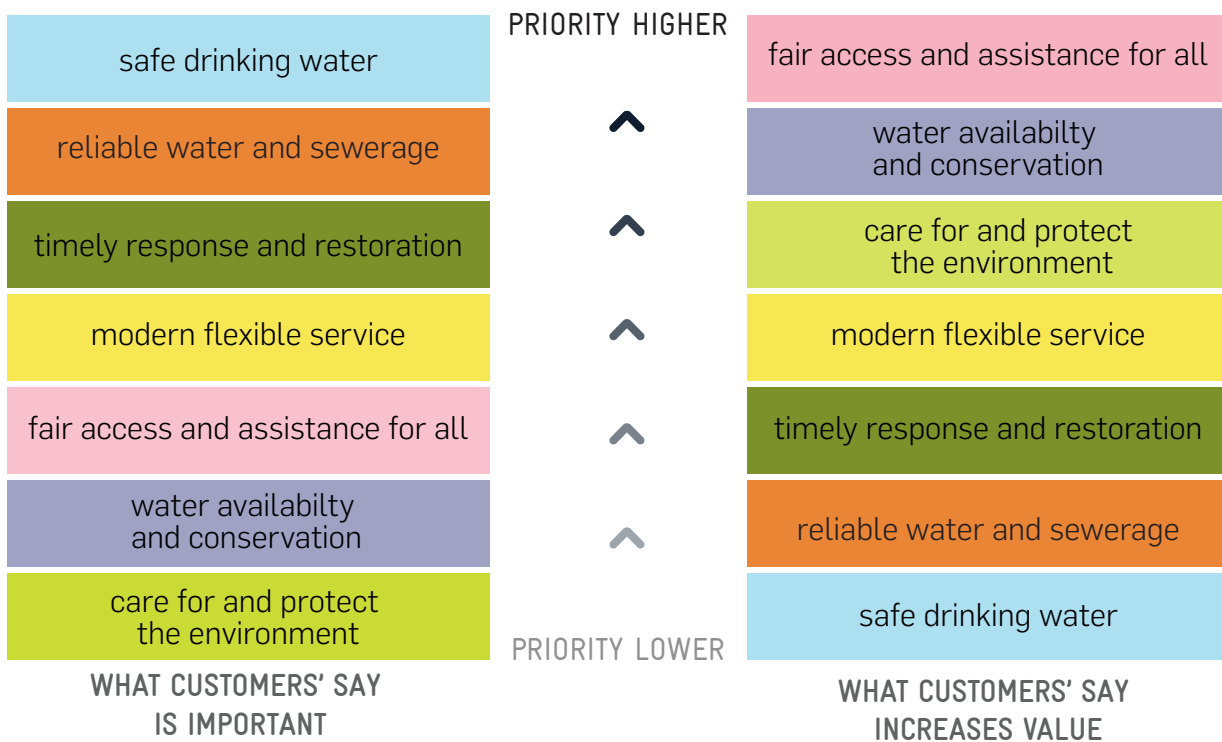 PRIORITY HIGHER
safe drinking water
reliable water and sewerage
timely response and restoration
modern flexible service
fair access and assistance for all
water availabilty
and conservation
care for and protect
the environment
WHAT CUSTOMERS’ SAY
IS IMPORTANT
PRIORITY LOWER
fair access and assistance for all
water availabilty
and conservation
care for and protect
the environment
modern flexible service
timely response and restoration
reliable water and sewerage
safe drinking water
WHAT CUSTOMERS’ SAY
INCREASES VALUE